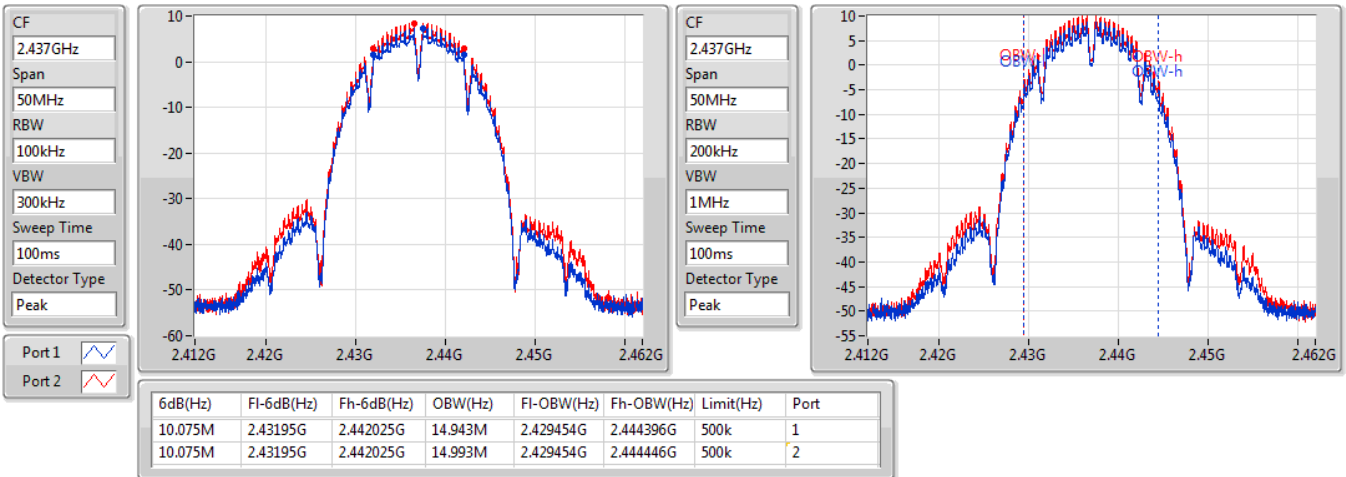 CF
2.437GHz
Span
50MHz
RBW
100kHz
VBW
300kHz
Sweep Time
100ms
Detector Type
Peak
Port 1
Port 2
10
0
-10
-20
-30
-40
-50
-60
2.412G 2.42G 2.43G 2.44G 2.45G 2.462G
CF
2.437GHz
Span
50MHz
RBW
200kHz
VBW
1MHz
Sweep Time
100ms
Detector Type
Peak
10
5
0
-5
-10
-15
-20
-25
-30
-35
-40
-45
-50
-55
OBW-h
OBW-h
2.412G 2.42G 2.43G 2.44G 2.45G 2.462G
6dB(Hz) Fl-6dB(Hz) Fh-6dB(Hz) OBW(Hz) Fl-OBW(Hz) Fh-OBW(Hz) Limit(Hz) Port
10.075M 2.43195G 2.442025G 14.943M 2.429454G 2.444396G 500k 1
10.075M 2.43195G 2.442025G 14.993M 2.429454G 2.444446G 500k 2